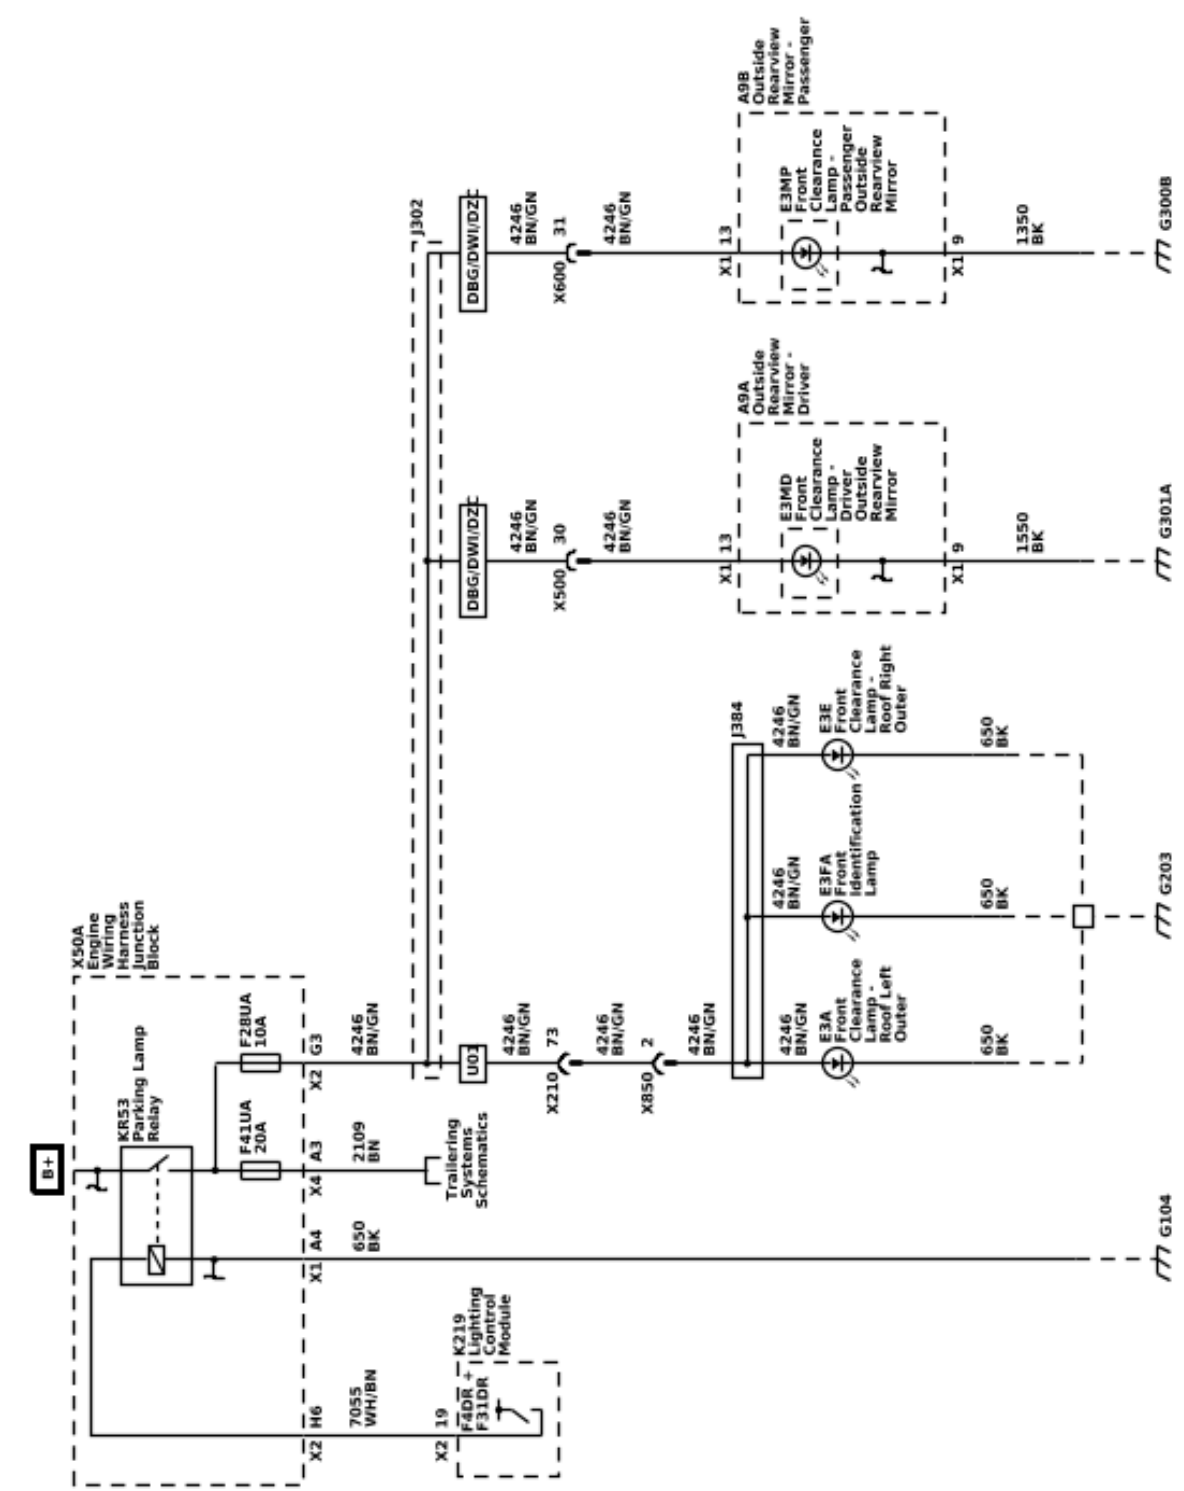 B+
X50A
Engine
Wiring
Harness
Junction
Block
KR53
Parking Lamp
Relay
F41UA
20A
F28UA
10A
X2 H6
X1 A4
X4 A3
X2 G3
7055
WH/BN
650
BK
2109
BN
4246
BN/GN
J302
X2 19
K219
Lighting
Control
Module
F4DR +
F31DR
Trailering
Systems
Schematics
U01
DBG/DWI/DZC
DBG/DWI/DZC
4246
BN/GN
4246
BN/GN
4246
BN/GN
X210 73
X500 30
X600 31
4246
BN/GN
4246
BN/GN
4246
BN/GN
X850 2
4246
BN/GN
J384
X1 13
X1 13
A9A
Outside
Rearview
Mirror -
Driver
A9B
Outside
Rearview
Mirror -
Passenger
4246
BN/GN
4246
BN/GN
4246
BN/GN
E3A
Front
Clearance
Lamp -
Roof Left
Outer
E3FA
Front
Identification
Lamp
E3E
Front
Clearance
Lamp -
Roof Right
Outer
E3MD
Front
Clearance
Lamp -
Driver
Outside
Rearview
Mirror
E3MP
Front
Clearance
Lamp -
Passenger
Outside
Rearview
Mirror
X1 9
X1 9
650
BK
650
BK
650
BK
1550
BK
1350
BK
G104
G203
G301A
G300B